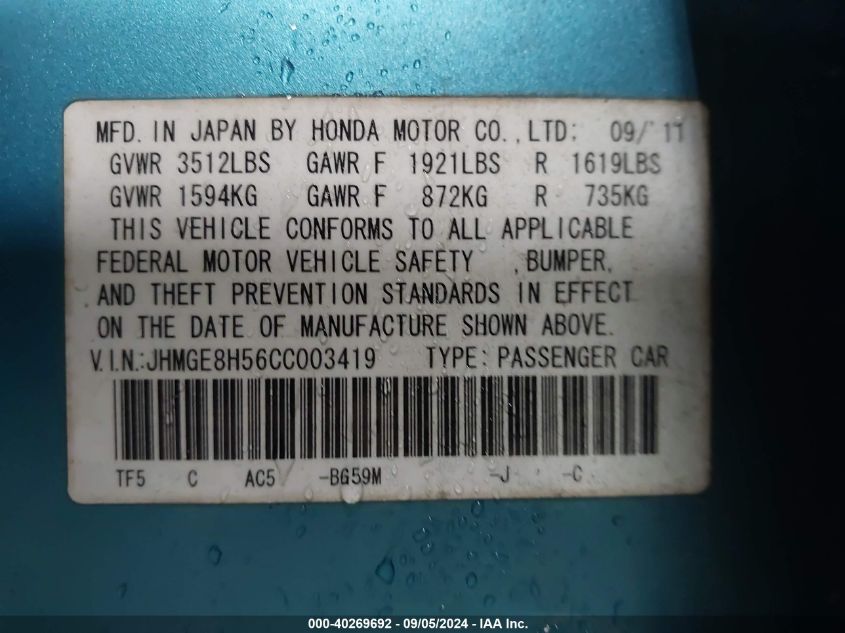 MFD. IN JAPAN BY HONDA MOTOR CO., LTD: 09/ 11
GVWR 3512LBS GAWR F 1921LBS R 1619LBS
GVWR 1594KG GAWR F 872KG R 735KG
THIS VEHICLE CONFORMS TO ALL APPLICABLE
FEDERAL MOTOR VEHICLE SAFETY , BUMPER,
AND THEFT PREVENTION STANDARDS IN EFFECT
ON THE DATE OF MANUFACTURE SHOWN ABOVE.
V.I.N.: JHMGE8H56CC003419 TYPE: PASSENGER CAR
TF5 C AC5 -BG59M -J -C
000-40269692 - 09/05/2024 - IAA Inc.